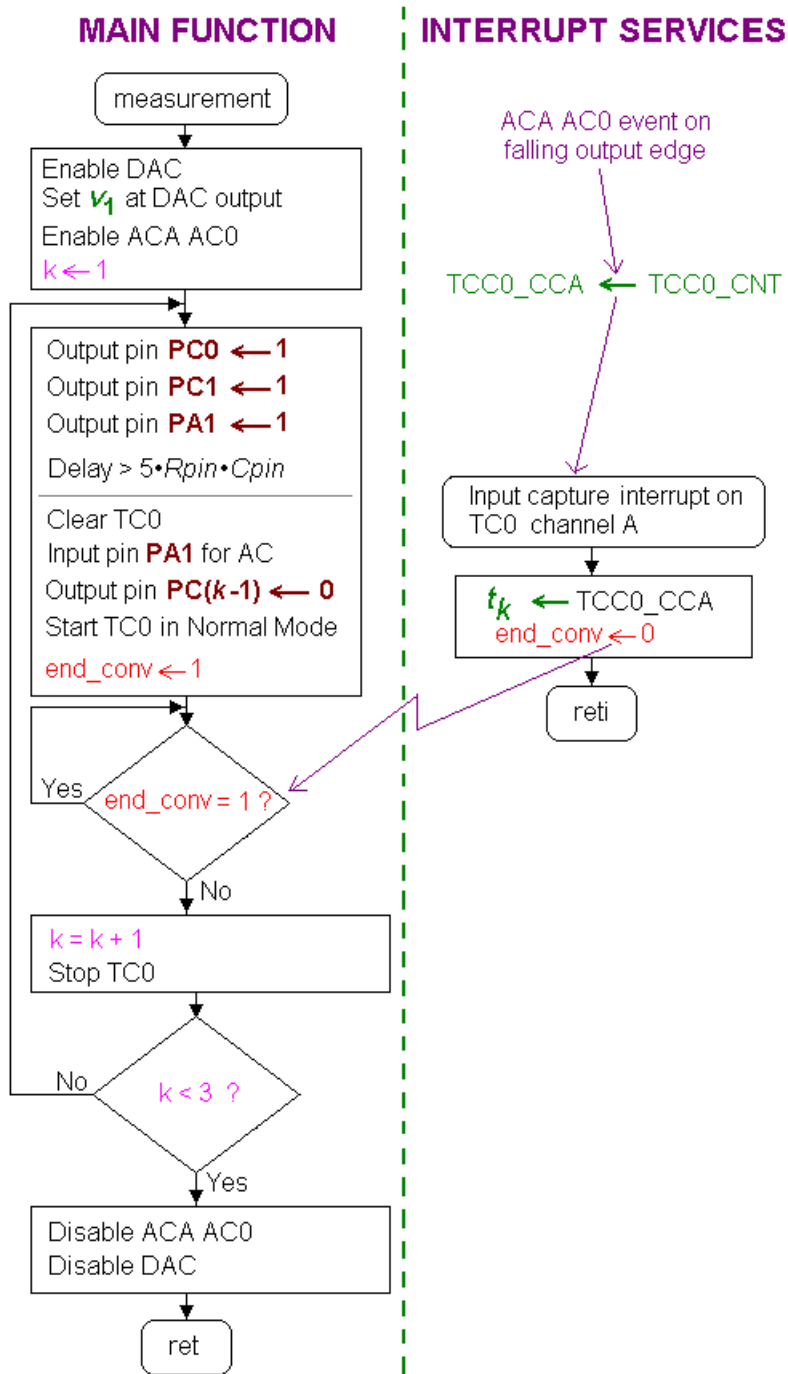 MAIN FUNCTION
measurement
Enable DAC
Set v1 at DAC output
Enable ACA AC0
k ← 1
Output pin PC0 ← 1
Output pin PC1 ← 1
Output pin PA1 ← 1
Delay > 5•Rpin•Cpin
Clear TC0
Input pin PA1 for AC
Output pin PC(k-1) ← 0
Start TC0 in Normal Mode
end_conv ← 1
Yes
end_conv = 1 ?
No
k = k + 1
Stop TC0
No
k < 3 ?
Yes
Disable ACA AC0
Disable DAC
ret
INTERRUPT SERVICES
ACA AC0 event on
falling output edge
TCC0_CCA ← TCC0_CNT
Input capture interrupt on
TC0 channel A
tk ← TCC0_CCA
end_conv ← 0
reti